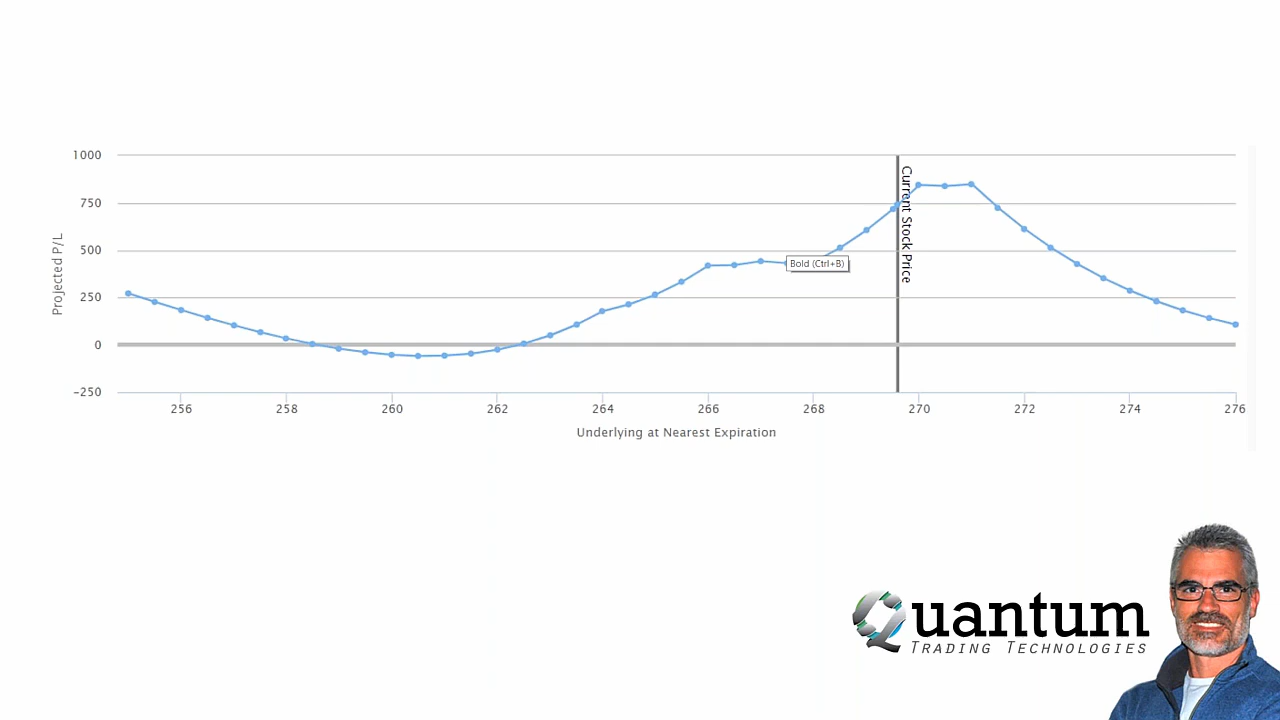 1000
750
500
250
0
-250
Projected P/L
Current Stock Price
Bold (Ctrl+B)
256 258 260 262 264 266 268 270 272 274 276
Underlying at Nearest Expiration
Quantum
TRADING TECHNOLOGIES